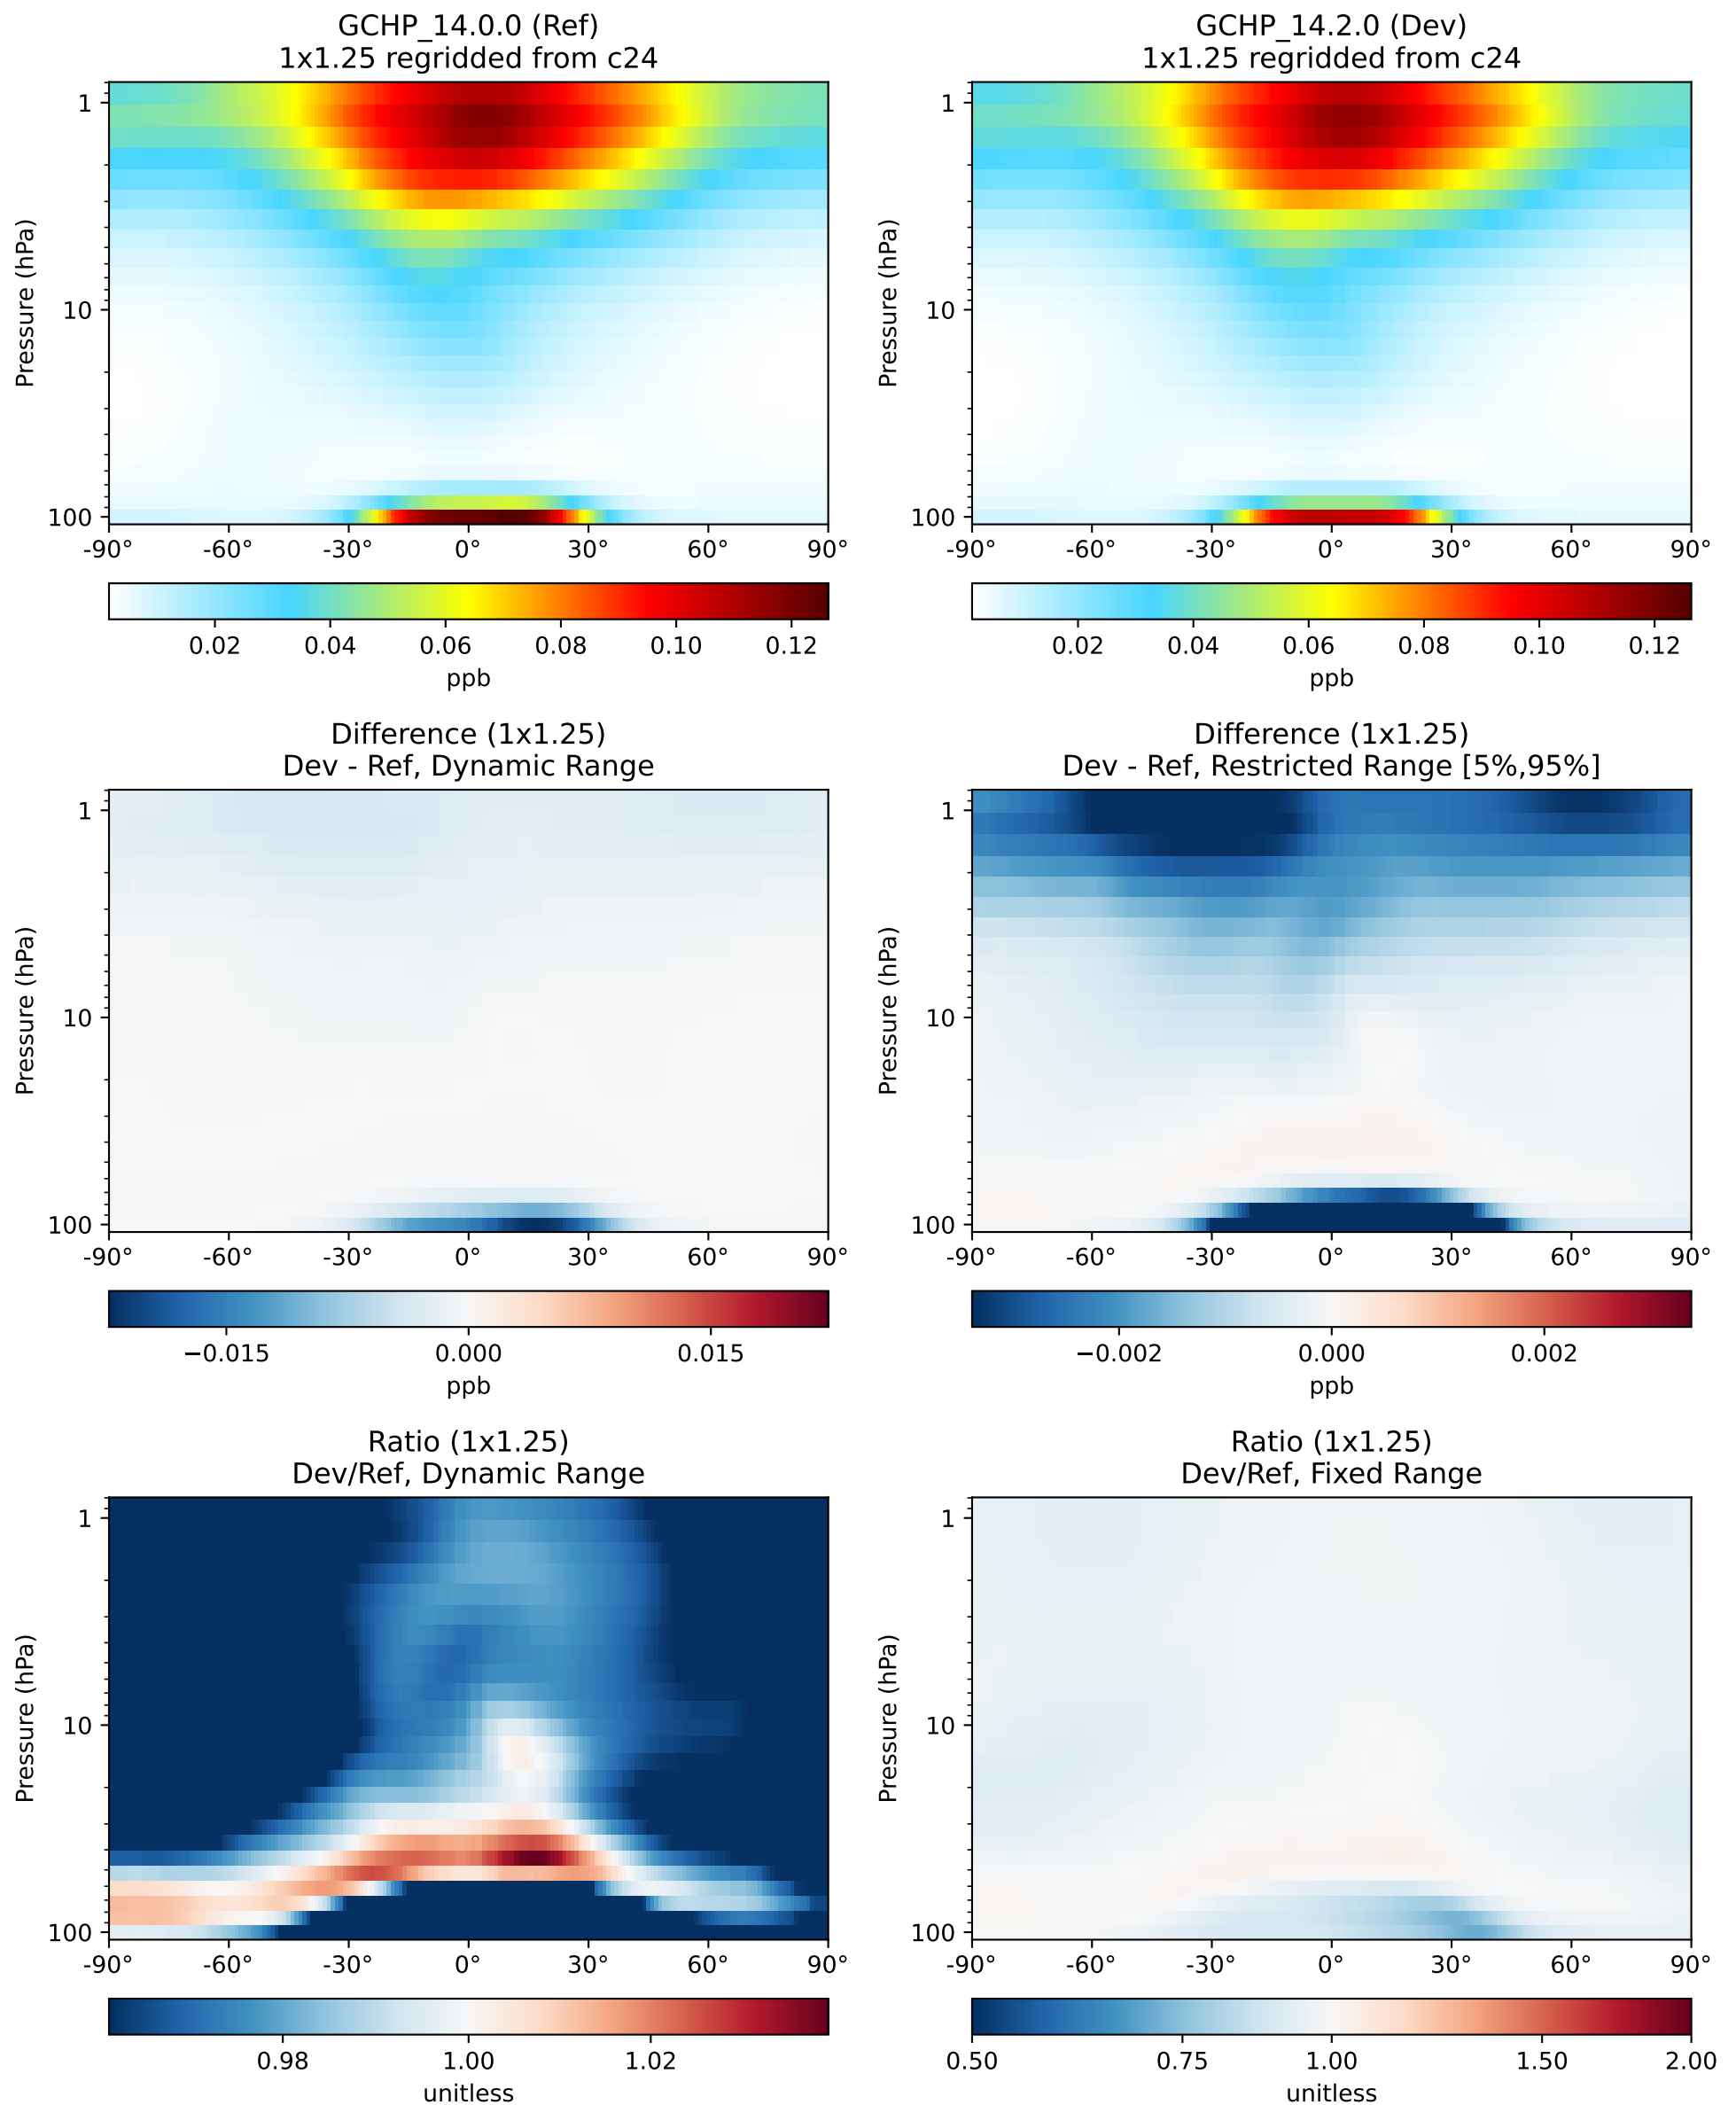 GCHP_14.0.0 (Ref)
1x1.25 regridded from c24
Pressure (hPa)
1
10
100
-90° -60° -30° 0° 30° 60° 90°
0.02 0.04 0.06 0.08 0.10 0.12
ppb
GCHP_14.2.0 (Dev)
1x1.25 regridded from c24
Pressure (hPa)
1
10
100
-90° -60° -30° 0° 30° 60° 90°
0.02 0.04 0.06 0.08 0.10 0.12
ppb
Difference (1x1.25)
Dev - Ref, Dynamic Range
Pressure (hPa)
1
10
100
-90° -60° -30° 0° 30° 60° 90°
−0.015 0.000 0.015
ppb
Difference (1x1.25)
Dev - Ref, Restricted Range [5%,95%]
Pressure (hPa)
1
10
100
-90° -60° -30° 0° 30° 60° 90°
−0.002 0.000 0.002
ppb
Ratio (1x1.25)
Dev/Ref, Dynamic Range
Pressure (hPa)
1
10
100
-90° -60° -30° 0° 30° 60° 90°
0.98 1.00 1.02
unitless
Ratio (1x1.25)
Dev/Ref, Fixed Range
Pressure (hPa)
1
10
100
-90° -60° -30° 0° 30° 60° 90°
0.50 0.75 1.00 1.50 2.00
unitless